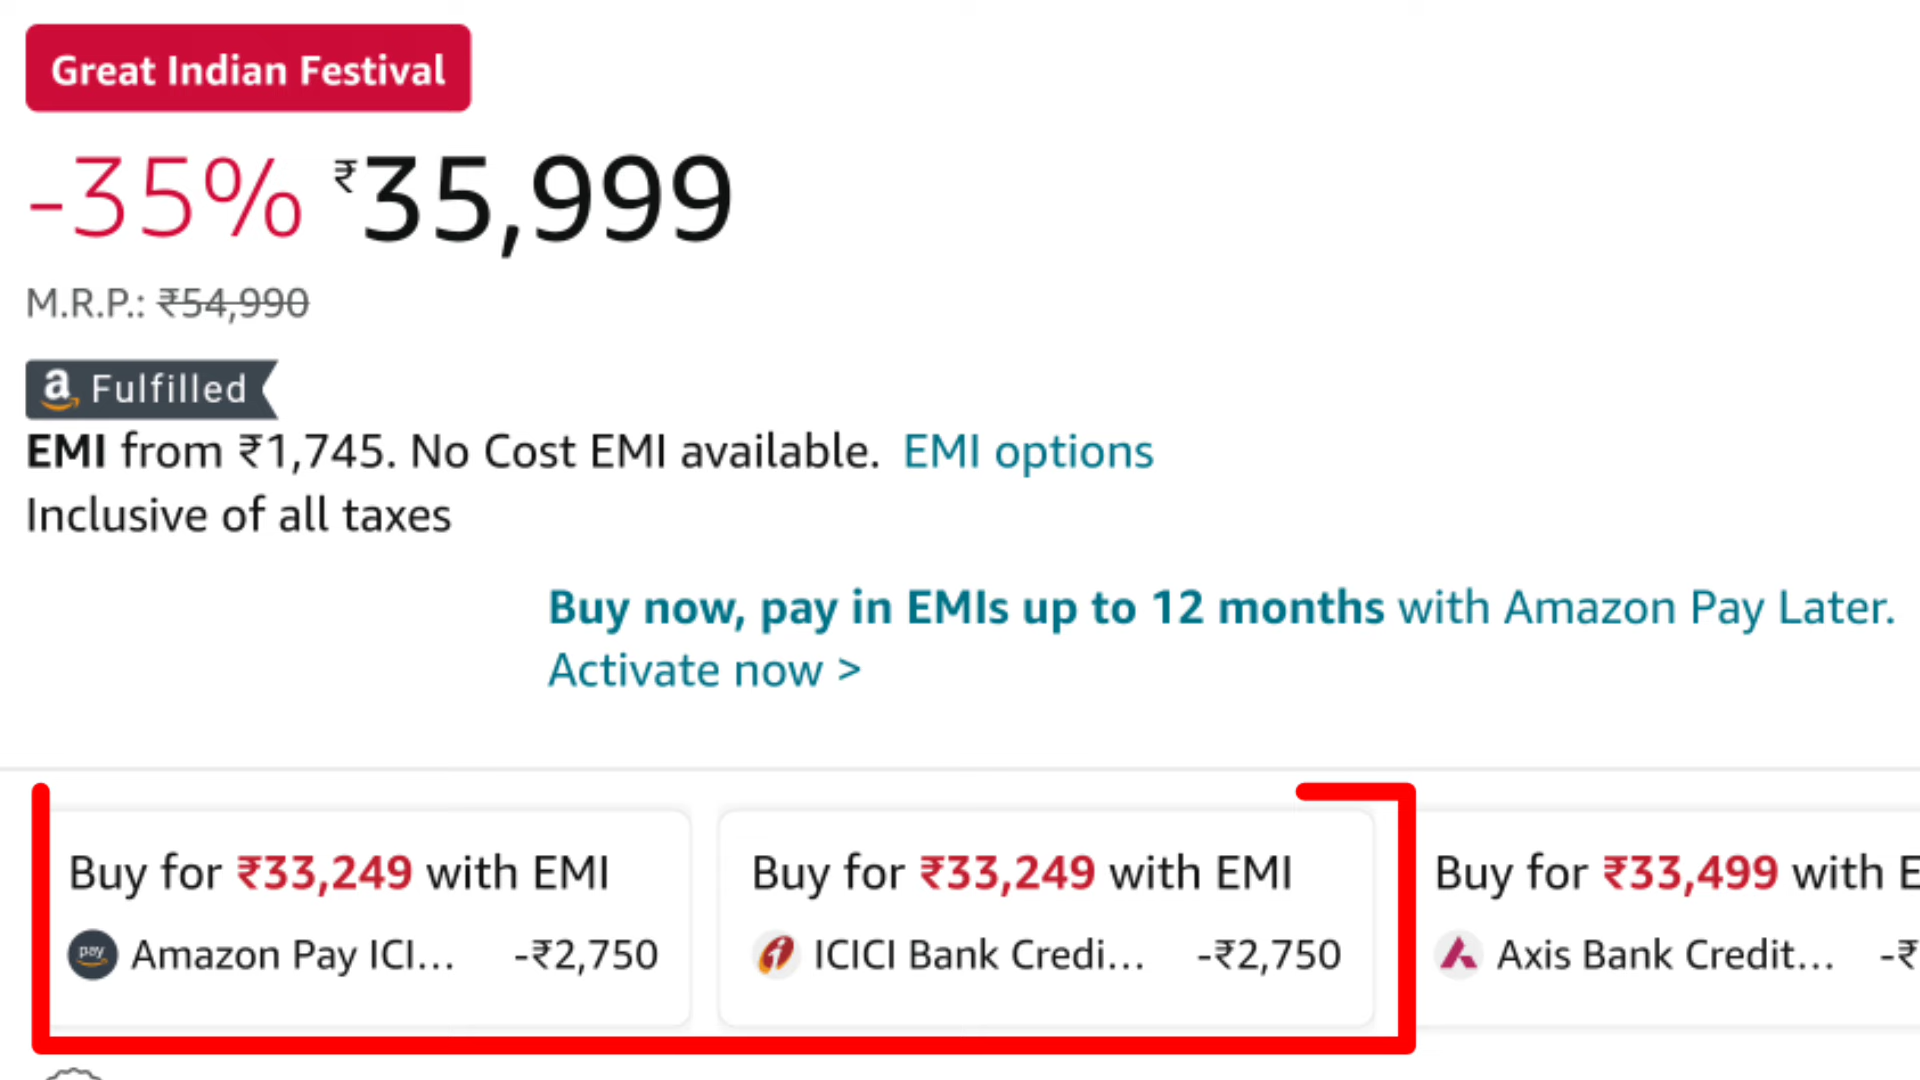 Great Indian Festival
-35% ₹35,999
M.R.P.: ₹54,990
a Fulfilled
EMI from ₹1,745. No Cost EMI available. EMI options
Inclusive of all taxes
Buy now, pay in EMIs up to 12 months with Amazon Pay Later.
Activate now >
Buy for ₹33,249 with EMI
pay Amazon Pay ICI... -₹2,750
Buy for ₹33,249 with EMI
ICICI Bank Credi... -₹2,750
Buy for ₹33,499 with E
Axis Bank Credit... -₹